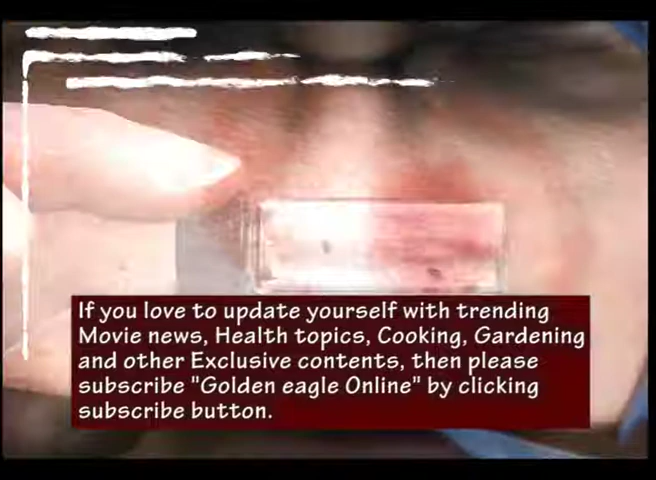 If you love to update yourself with trending
Movie news, Health topics, Cooking, Gardening
and other Exclusive contents, then please
subscribe "Golden eagle Online" by clicking
subscribe button.